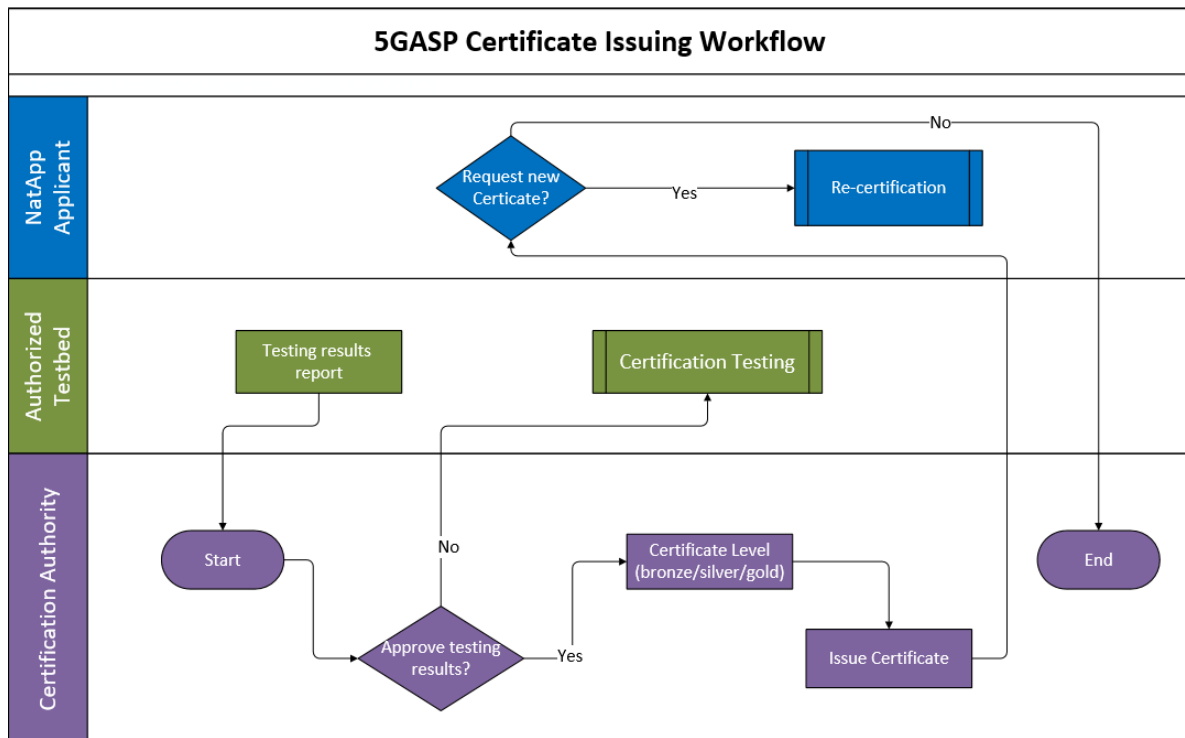 5GASP Certificate Issuing Workflow
NatApp
Applicant
No
Request new
Certicate?
Yes
Re-certification
Authorized
Testbed
Testing results
report
Certification Testing
Certification Authority
Start
No
Approve testing
results?
Yes
Certificate Level
(bronze/silver/gold)
Issue Certificate
End